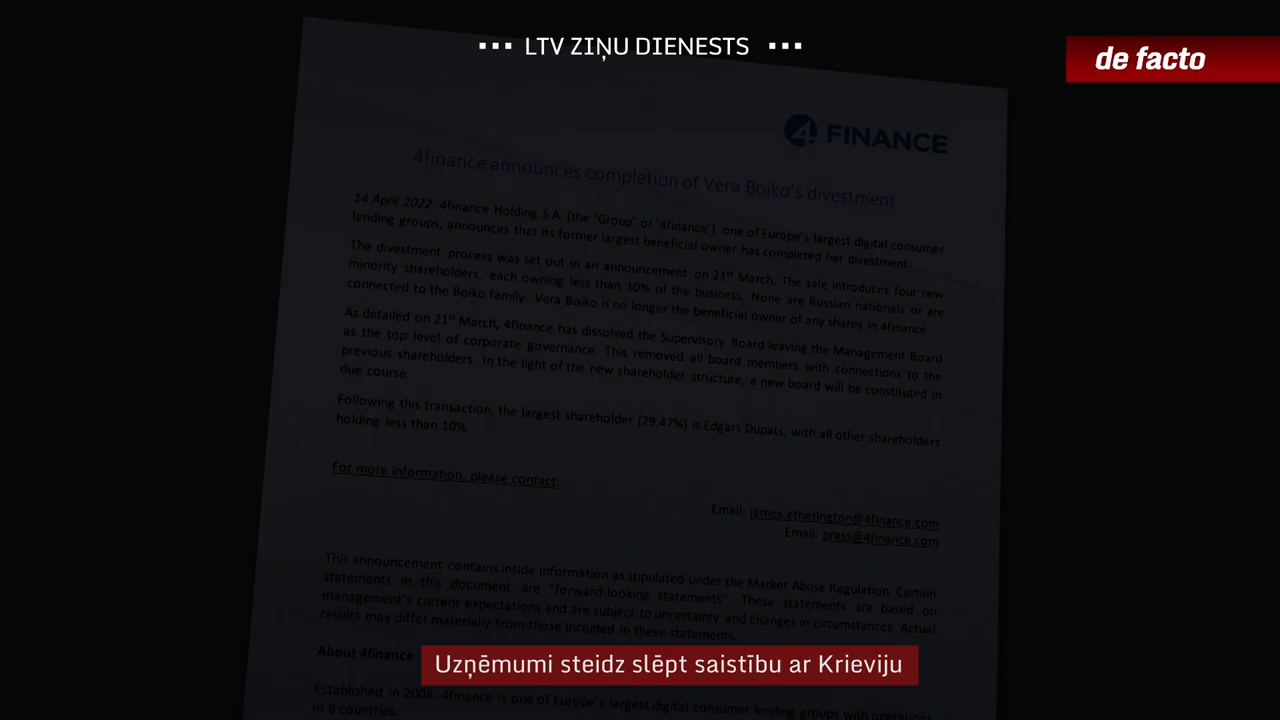 LTV ZIŅU DIENESTS
de facto
4 FINANCE
4finance announces completion of Vera Boiko's divestment
14 April 2022. 4finance Holding S.A. (the 'Group' or '4finance'), one of Europe's largest digital consumer
lending groups, announces that its former largest beneficial owner has completed her divestment.
The divestment process was set out in an announcement on 21st March. The sale introduces four new
minority shareholders, each owning less than 10% of the business. None are Russian nationals or are
connected to the Boiko family. Vera Boiko is no longer the beneficial owner of any shares in 4finance.
As detailed on 21st March, 4finance has dissolved the Supervisory Board leaving the Management Board
as the top level of corporate governance. This removed all board members with connections to the
previous shareholders. In the light of the new shareholder structure, a new board will be constituted in
due course.
Following this transaction, the largest shareholder (29.47%) is Edgars Dupats, with all other shareholders
holding less than 10%.
For more information, please contact:
Email: james.etherington@4finance.com
Email: press@4finance.com
This announcement contains inside information as stipulated under the Market Abuse Regulation. Certain
statements in this document are "forward-looking statements". These statements are based on
management's current expectations and are subject to uncertainty and changes in circumstances. Actual
results may differ materially from those included in these statements.
About 4finance
Uzņēmumi steidz slēpt saistību ar Krieviju
Established in 2008, 4finance is one of Europe's largest digital consumer lending groups with operations
in 8 countries